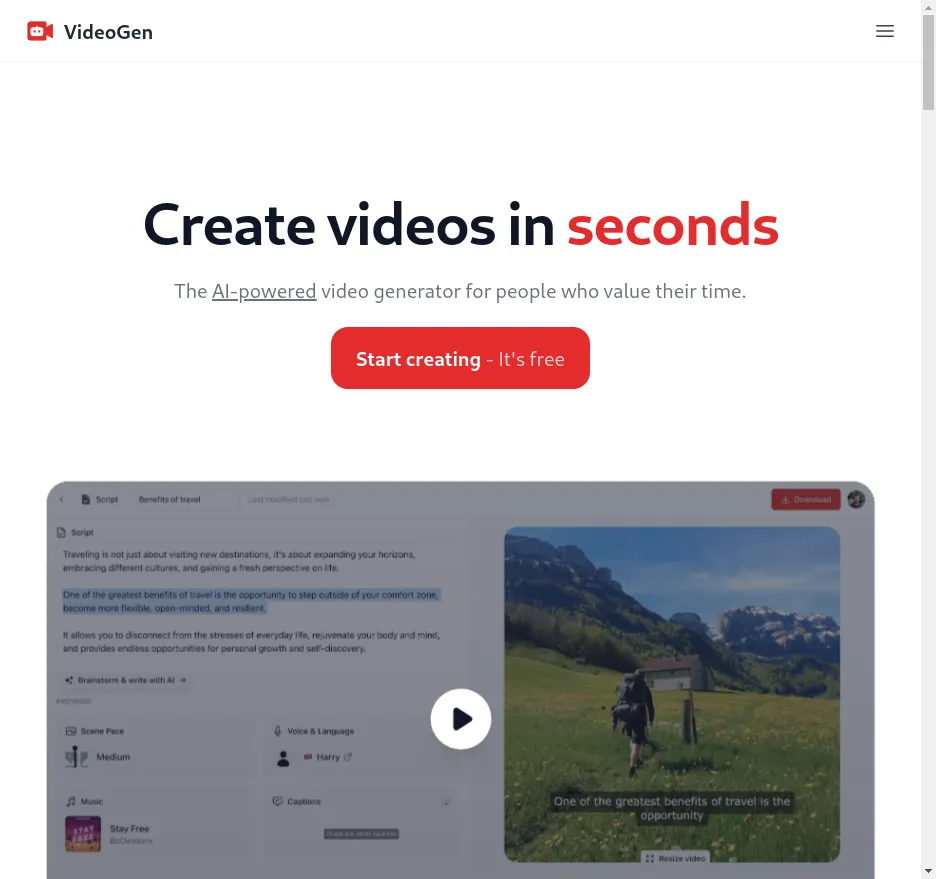 VideoGen
Create videos in seconds
The AI-powered video generator for people who value their time.
Start creating - It's free
Script
Benefits of travel
Last modified just now
Download
Script
Traveling is not just about visiting new destinations, it's about expanding your horizons,
embracing different cultures, and gaining a fresh perspective on life.
One of the greatest benefits of travel is the opportunity to step outside of your comfort zone,
become more flexible, open-minded, and resilient.
It allows you to disconnect from the stresses of everyday life, rejuvenate your body and mind,
and provides endless opportunities for personal growth and self-discovery.
Brainstorm & write with AI →
Scene Pace
Medium
Voice & Language
Harry
Music
STAY FREE
Stay Free
Captions
One of the greatest benefits of travel is the
opportunity
Resize video